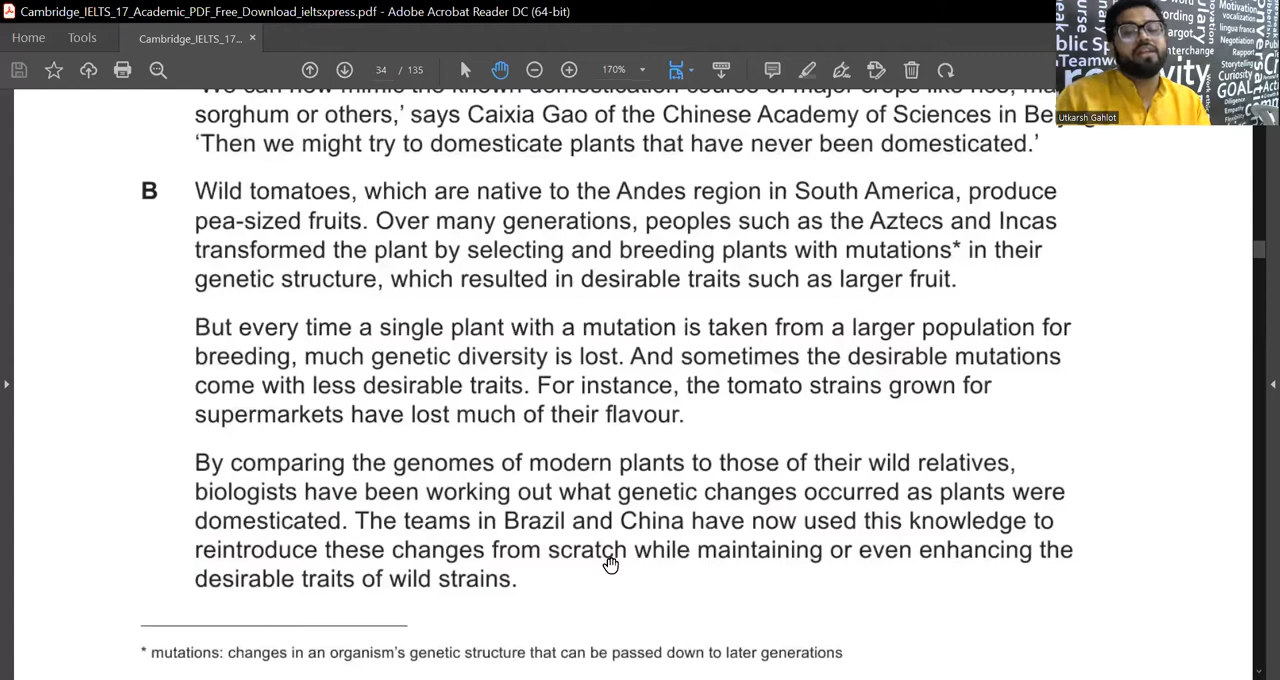 Cambridge_IELTS_17_Academic_PDF_Free_Download_ieltsxpress.pdf - Adobe Acrobat Reader DC (64-bit)
Home Tools Cambridge_IELTS_17... ×
34 / 135 170%
sorghum or others,’ says Caixia Gao of the Chinese Academy of Sciences in
‘Then we might try to domesticate plants that have never been domesticated.’
Utkarsh Gahlot
B Wild tomatoes, which are native to the Andes region in South America, produce
pea-sized fruits. Over many generations, peoples such as the Aztecs and Incas
transformed the plant by selecting and breeding plants with mutations* in their
genetic structure, which resulted in desirable traits such as larger fruit.
But every time a single plant with a mutation is taken from a larger population for
breeding, much genetic diversity is lost. And sometimes the desirable mutations
come with less desirable traits. For instance, the tomato strains grown for
supermarkets have lost much of their flavour.
By comparing the genomes of modern plants to those of their wild relatives,
biologists have been working out what genetic changes occurred as plants were
domesticated. The teams in Brazil and China have now used this knowledge to
reintroduce these changes from scratch while maintaining or even enhancing the
desirable traits of wild strains.
* mutations: changes in an organism’s genetic structure that can be passed down to later generations